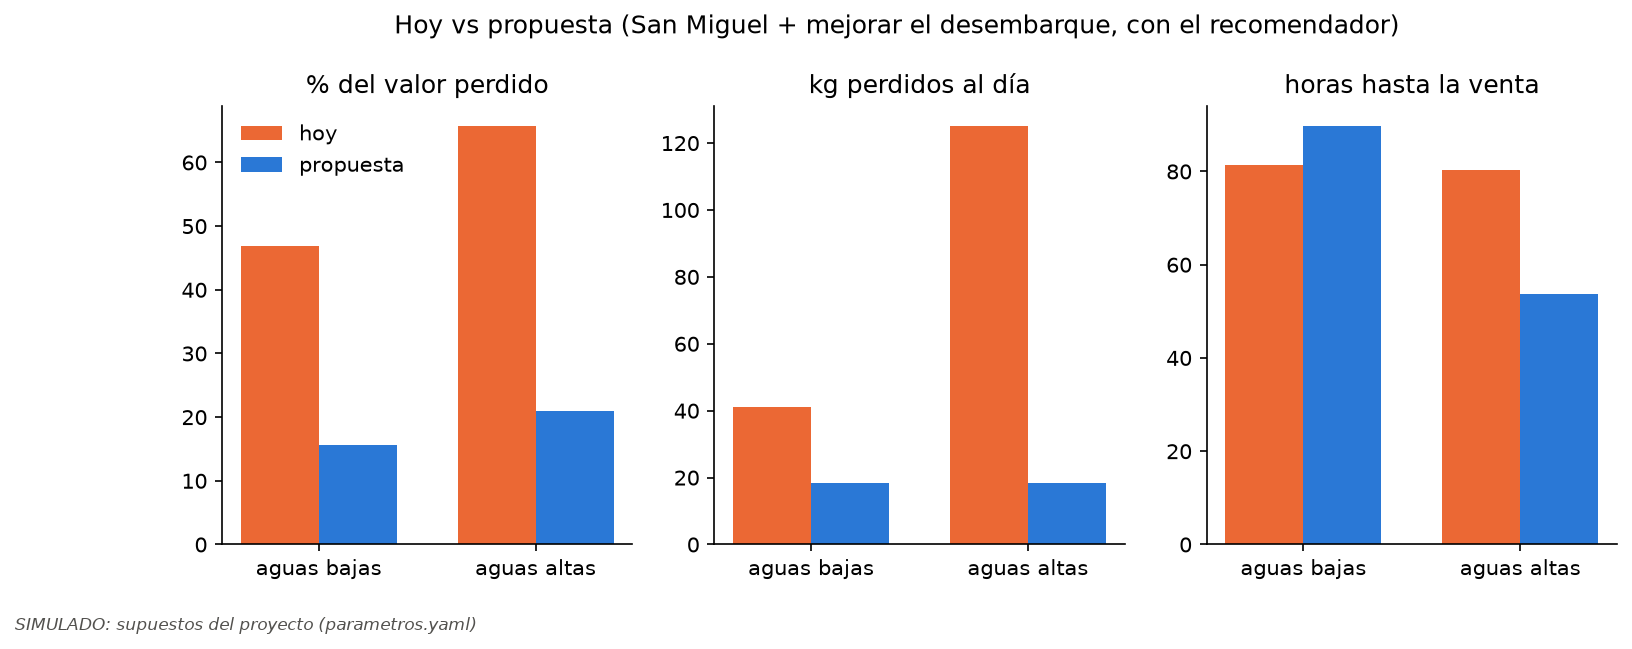 Hoy vs propuesta (San Miguel + mejorar el desembarque, con el recomendador)
% del valor perdido
hoy
propuesta
60
50
40
30
20
10
0
aguas bajas
aguas altas
kg perdidos al día
120
100
80
60
40
20
0
aguas bajas
aguas altas
horas hasta la venta
80
60
40
20
0
aguas bajas
aguas altas
SIMULADO: supuestos del proyecto (parametros.yaml)